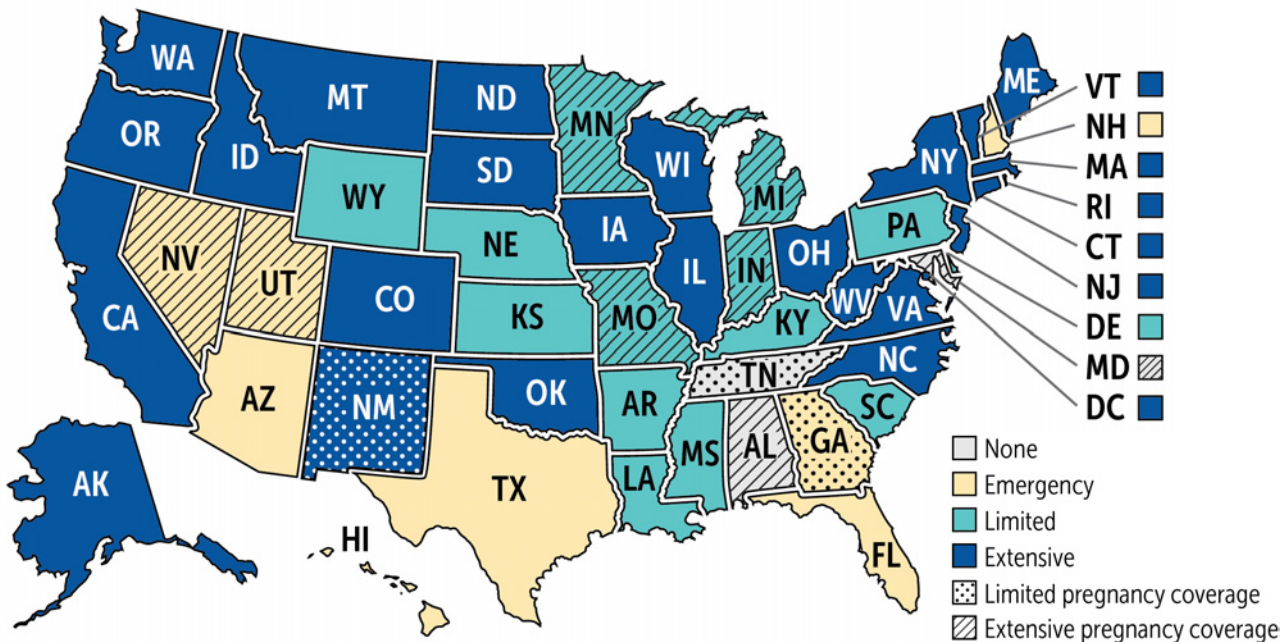 WA
MT
ND
MN
ME
VT
NH
OR
ID
SD
WI
NY
MA
WY
MI
RI
NE
IA
PA
CT
NV
UT
CO
IL
IN
OH
NJ
CA
KS
MO
WV
VA
DE
KY
MD
AZ
NM
OK
AR
TN
NC
DC
SC
AK
TX
LA
MS
AL
GA
HI
FL
None
Emergency
Limited
Extensive
Limited pregnancy coverage
Extensive pregnancy coverage